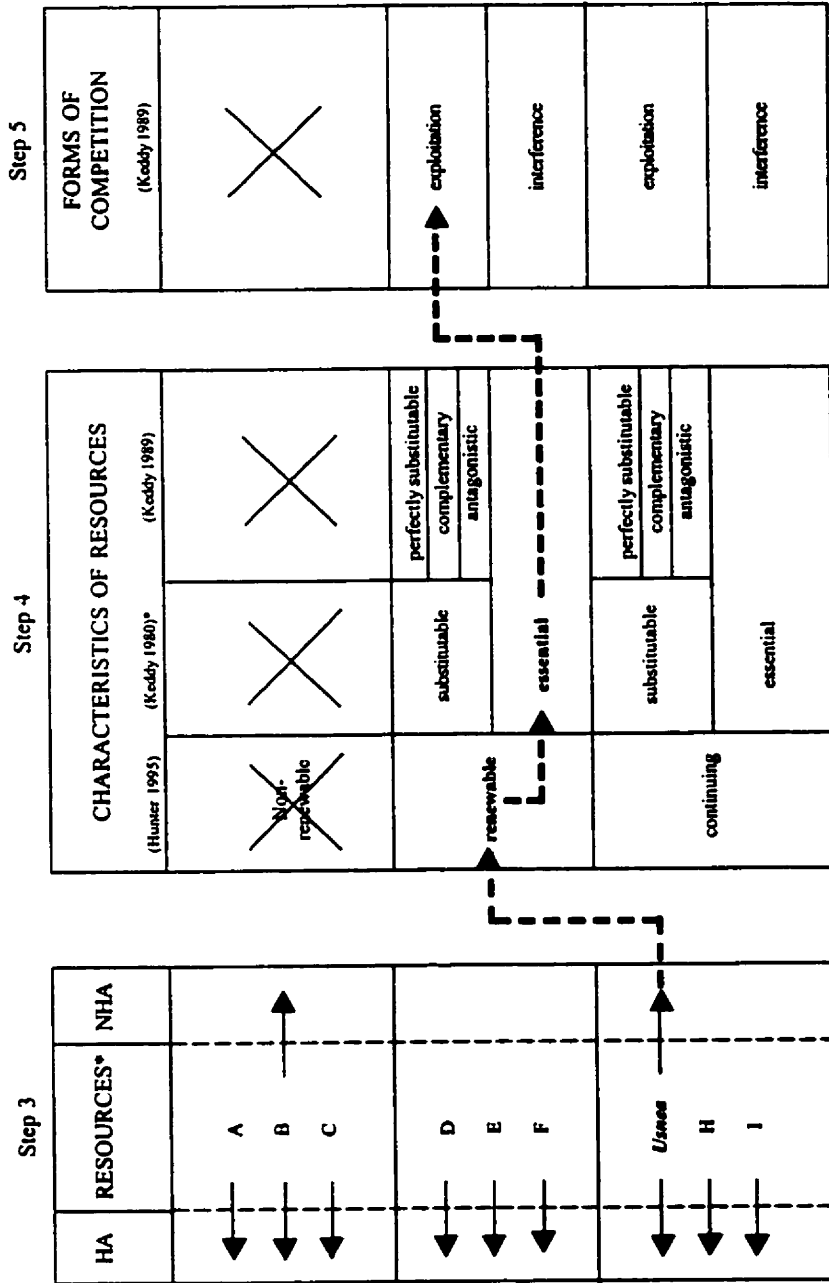 Step 3
HA RESOURCES* NHA
A
B
C
D
E
F
Usnea
H
I
Step 4
CHARACTERISTICS OF RESOURCES
(Hunter 1995) (Keddy 1980)* (Keddy 1989)
Non-
renewable
renewable
substitutable
perfectly substitutable
complementary
antagonistic
essential
continuing
substitutable
perfectly substitutable
complementary
antagonistic
essential
Step 5
FORMS OF
COMPETITION
(Keddy 1989)
exploitation
interference
exploitation
interference